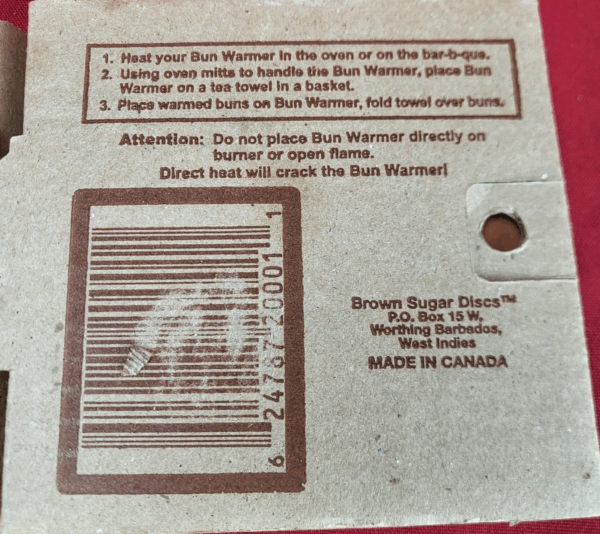 1. Heat your Bun Warmer in the oven or on the bar-b-que.
2. Using oven mitts to handle the Bun Warmer, place Bun
Warmer on a tea towel in a basket.
3. Place warmed buns on Bun Warmer, fold towel over buns.
Attention: Do not place Bun Warmer directly on
burner or open flame.
Direct heat will crack the Bun Warmer!
6 24787 20001 1
Brown Sugar Discs™
P.O. Box 15 W,
Worthing Barbados,
West Indies
MADE IN CANADA